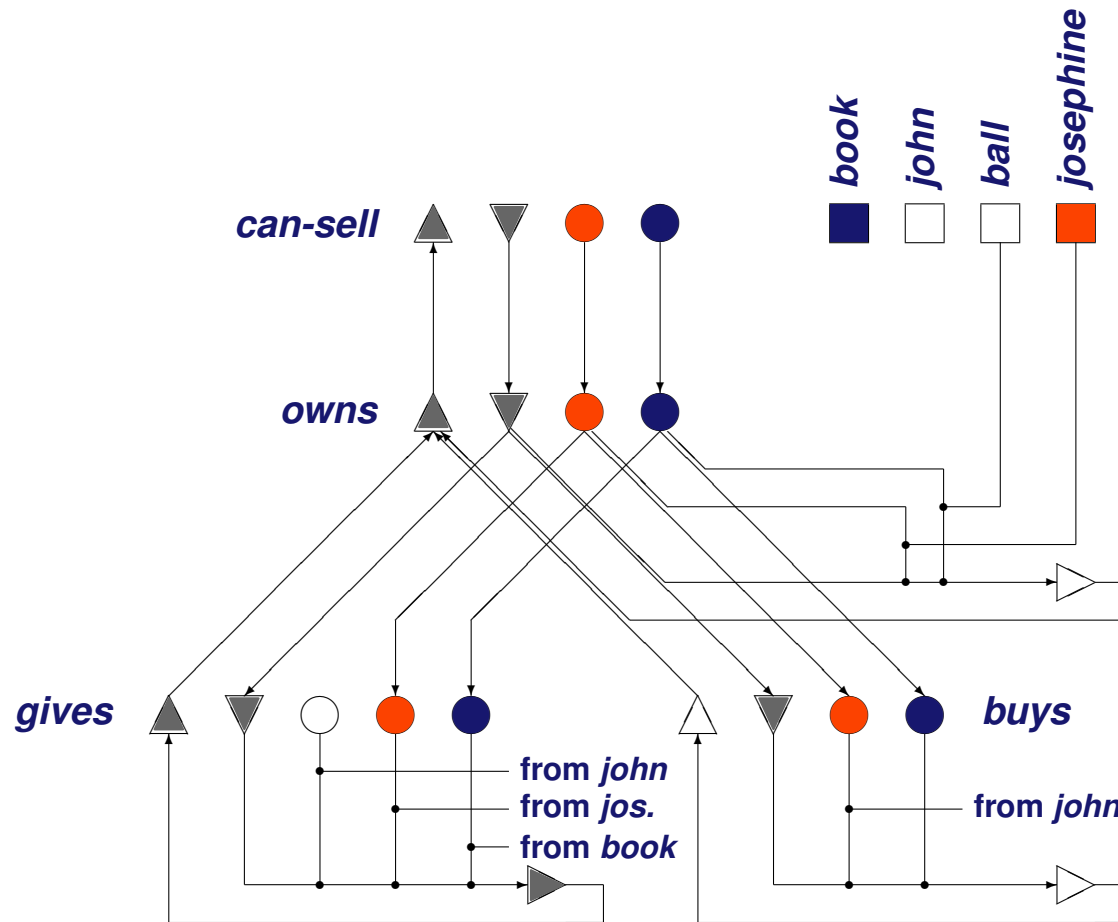 book
john
ball
josephine
can-sell
owns
gives
buys
from john
from jos.
from john
from book